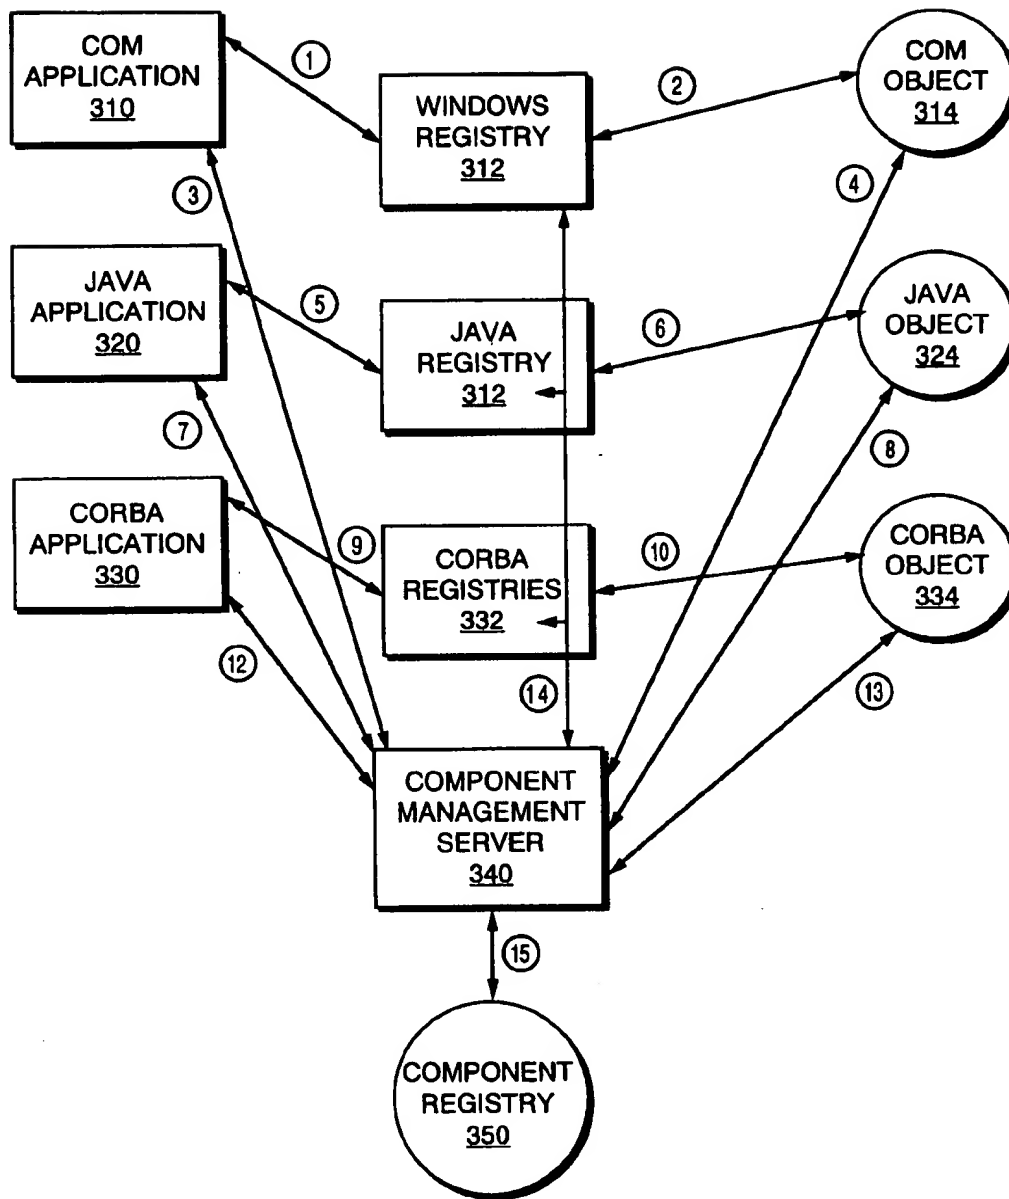 COM
APPLICATION
310
1
WINDOWS
REGISTRY
312
2
COM
OBJECT
314
3
4
JAVA
APPLICATION
320
5
JAVA
REGISTRY
312
6
JAVA
OBJECT
324
7
8
CORBA
APPLICATION
330
9
CORBA
REGISTRIES
332
10
CORBA
OBJECT
334
12
14
13
COMPONENT
MANAGEMENT
SERVER
340
15
COMPONENT
REGISTRY
350